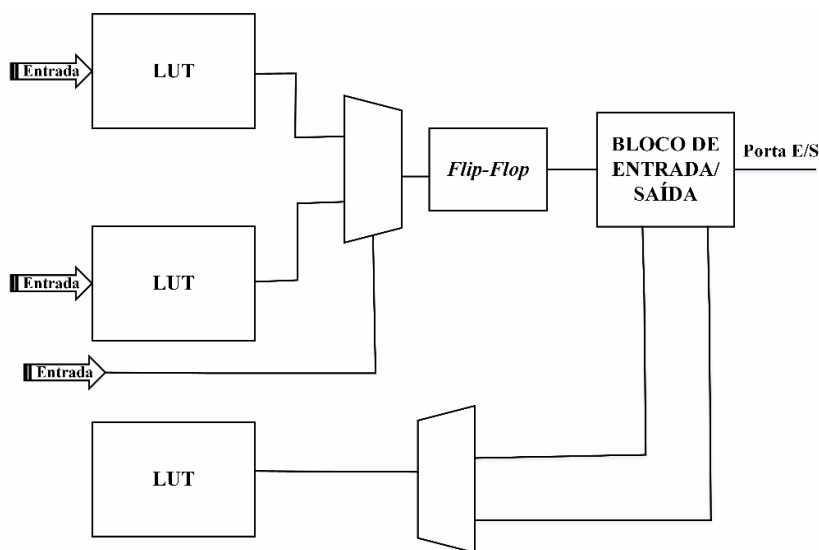 Entrada
LUT
BLOCO DE
ENTRADA/
SAÍDA
Porta E/S
Flip-Flop
Entrada
LUT
Entrada
LUT